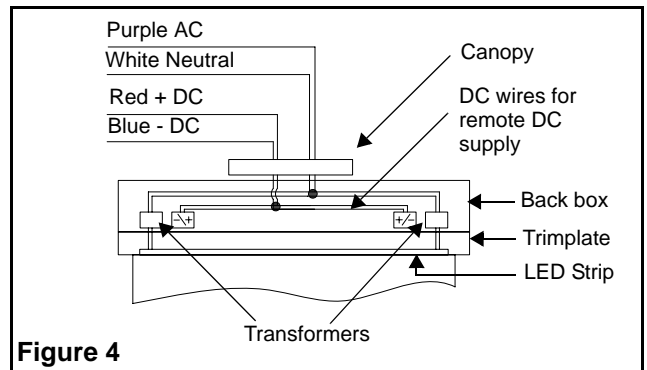 Purple AC
White Neutral
Red + DC
Blue - DC
Canopy
DC wires for
remote DC
supply
Back box
Trimplate
LED Strip
-\+
+/-
Transformers
Figure 4